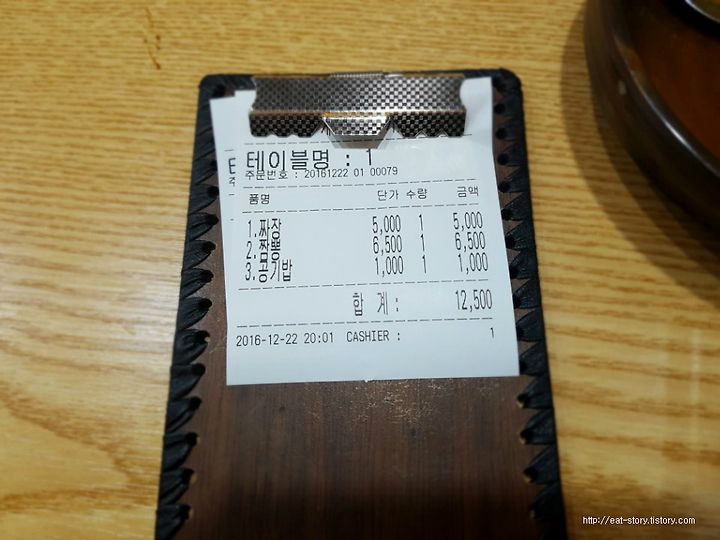 테이블명 : 1
주문번호 : 20161222 01 00079
품명 단가 수량 금액
1.짜장 5,000 1 5,000
2.짬뽕 6,500 1 6,500
3.공기밥 1,000 1 1,000
합 계 : 12,500
2016-12-22 20:01 CASHIER : 1
http://eat-story.tistory.com